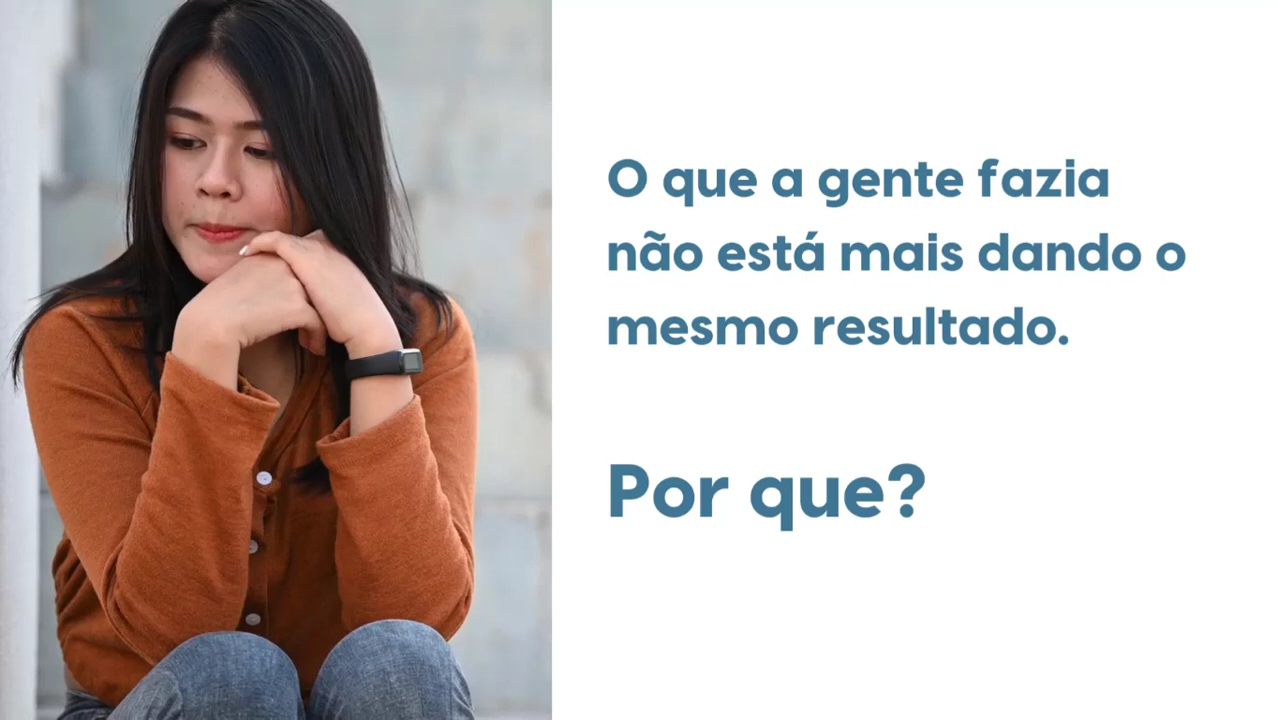 O que a gente fazia
não está mais dando o
mesmo resultado.
Por que?